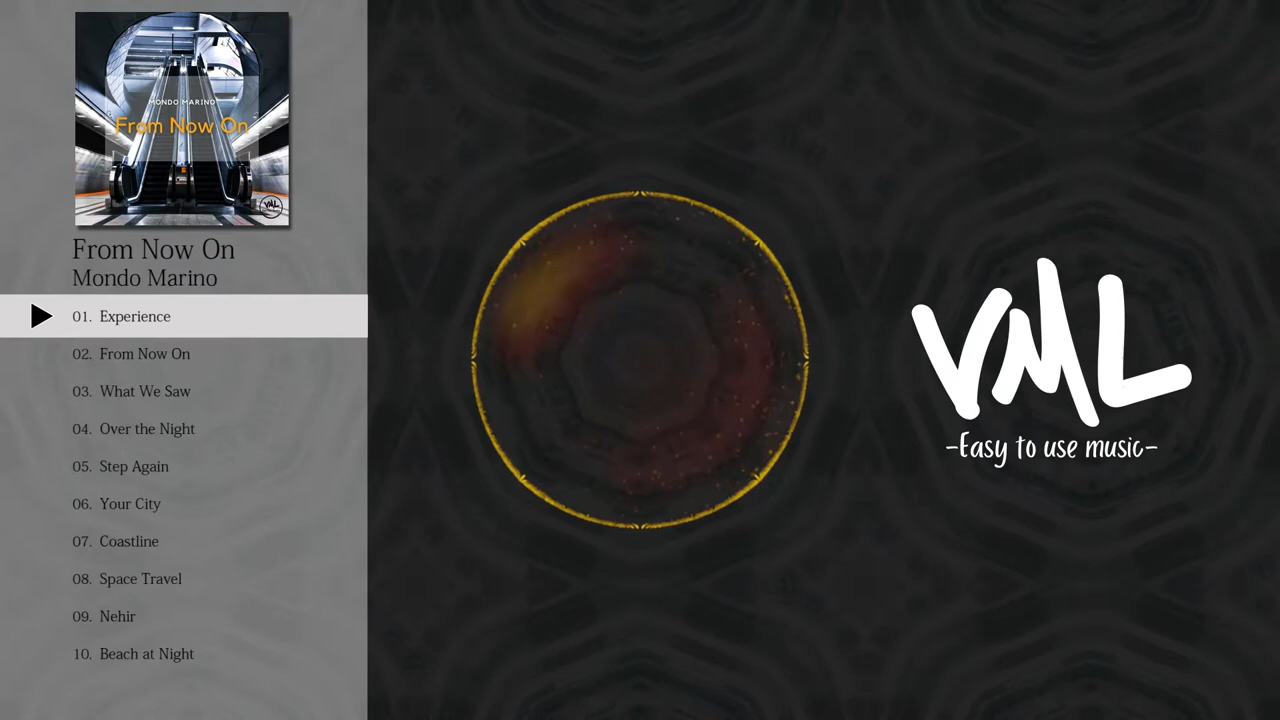 MONDO MARINO
From Now On
VML
From Now On
Mondo Marino
01. Experience
02. From Now On
03. What We Saw
04. Over the Night
05. Step Again
06. Your City
07. Coastline
08. Space Travel
09. Nehir
10. Beach at Night
VML
-Easy to use music-